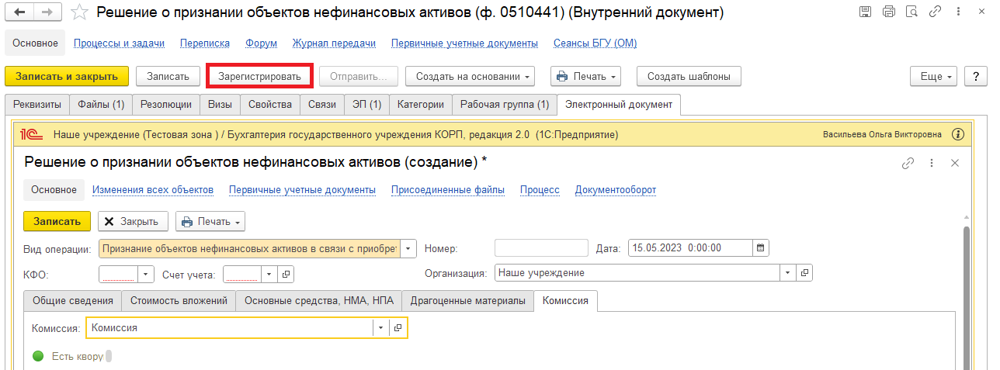 Решение о признании объектов нефинансовых активов (ф. 0510441) (Внутренний документ)
Основное Процессы и задачи Переписка Форум Журнал передачи Первичные учетные документы Сеансы БГУ (ОМ)
Записать и закрыть Записать Зарегистрировать Отправить... Создать на основании Печать Создать шаблоны Еще ?
Реквизиты Файлы (1) Резолюции Визы Свойства Связи ЭП (1) Категории Рабочая группа (1) Электронный документ
1С Наше учреждение (Тестовая зона ) / Бухгалтерия государственного учреждения КОРП, редакция 2.0 (1С:Предприятие) Васильева Ольга Викторовна
Решение о признании объектов нефинансовых активов (создание) *
Основное Изменения всех объектов Первичные учетные документы Присоединенные файлы Процесс Документооборот
Записать Закрыть Печать
Вид операции: Признание объектов нефинансовых активов в связи с приобрет Номер: Дата: 15.05.2023 0:00:00
КФО: Счет учета: Организация: Наше учреждение
Общие сведения Стоимость вложений Основные средства, НМА, НПА Драгоценные материалы Комиссия
Комиссия: Комиссия
Есть квору